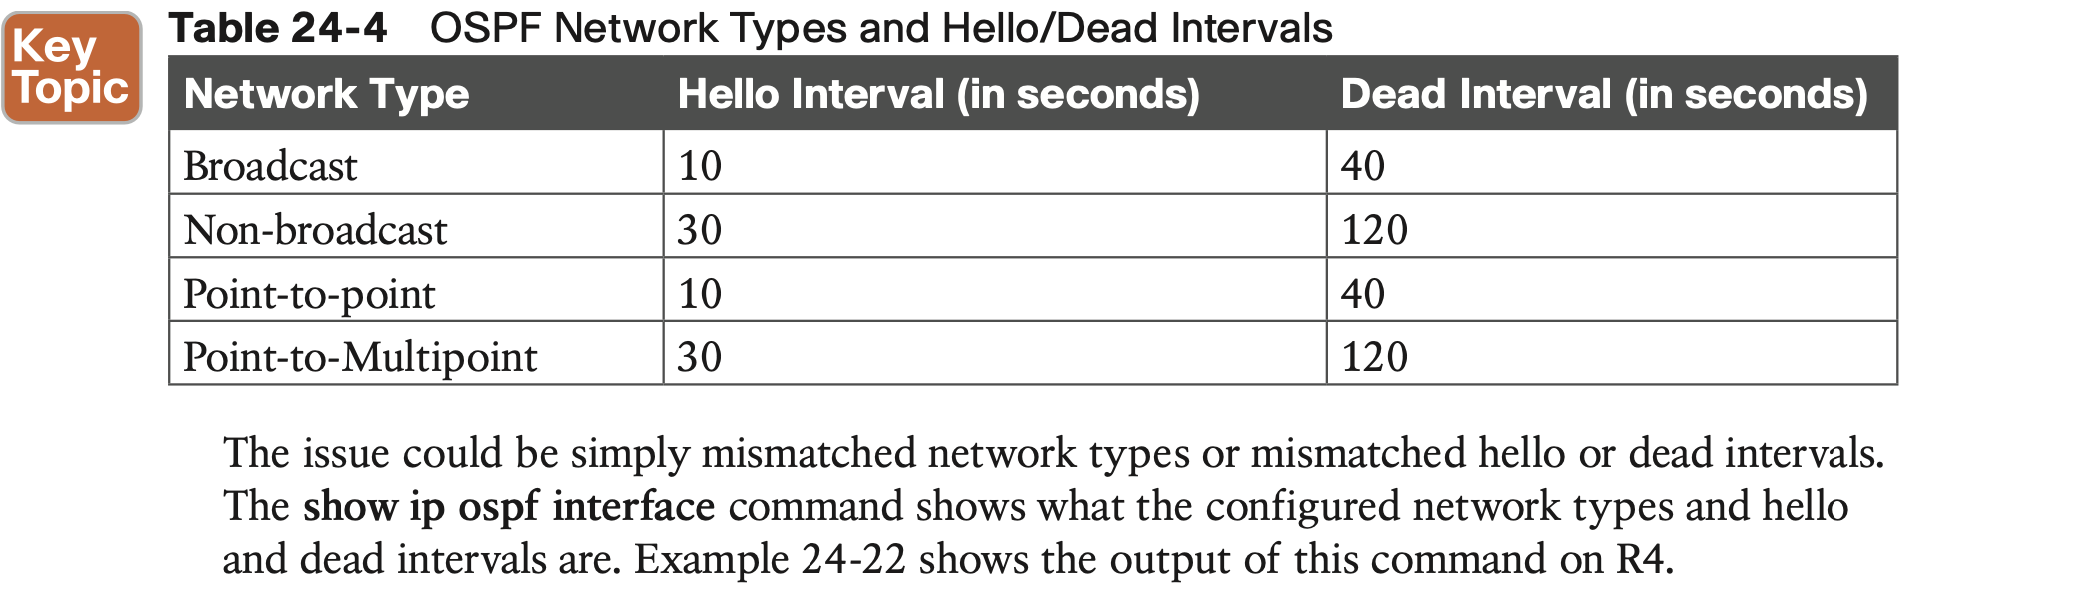 Key
Topic
Table 24-4 OSPF Network Types and Hello/Dead Intervals
Network Type Hello Interval (in seconds) Dead Interval (in seconds)
Broadcast 10 40
Non-broadcast 30 120
Point-to-point 10 40
Point-to-Multipoint 30 120
The issue could be simply mismatched network types or mismatched hello or dead intervals.
The show ip ospf interface command shows what the configured network types and hello
and dead intervals are. Example 24-22 shows the output of this command on R4.